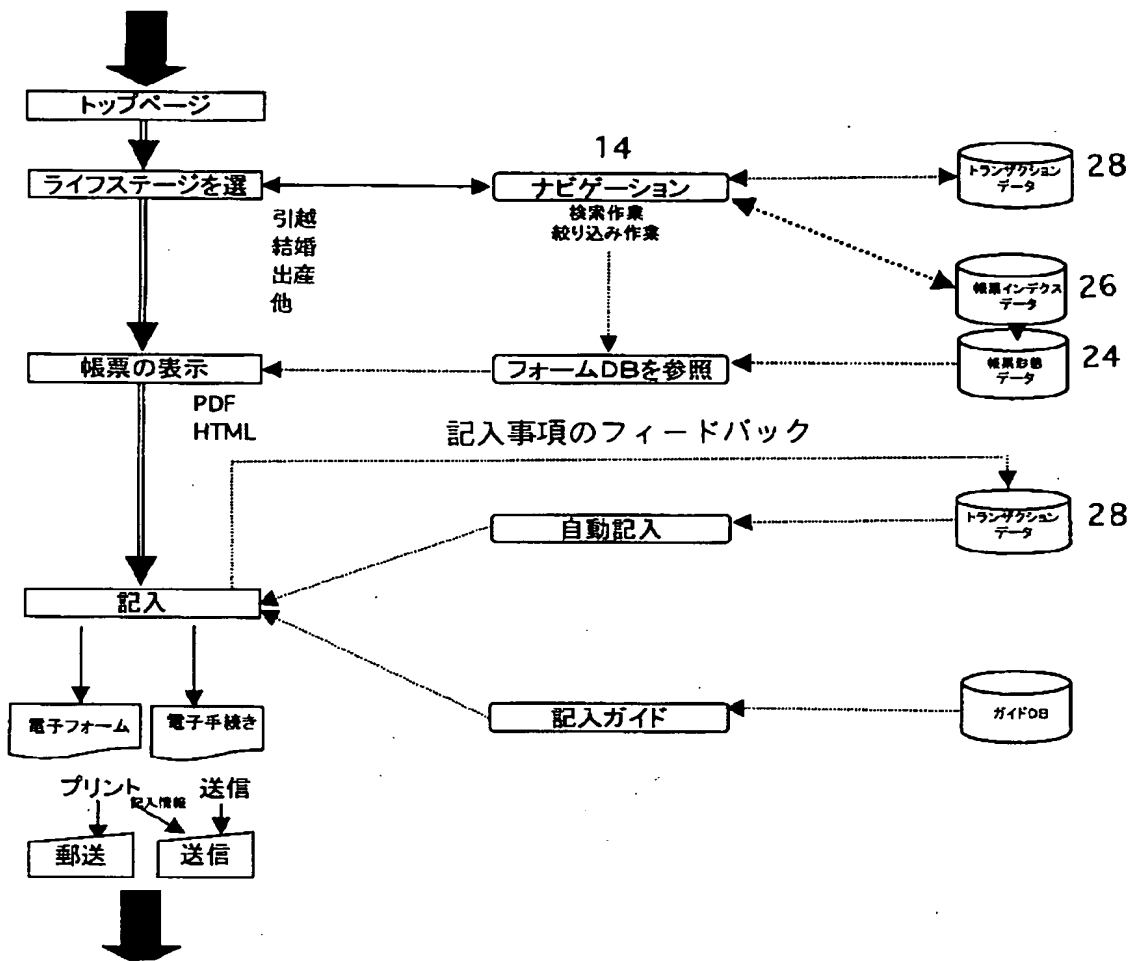 トップページ
14
ライフステージを選
ナビゲーション
トランザクション
データ
28
引越
結婚
出産
他
検索作業
絞り込み作業
帳票インデクス
データ
26
帳票の表示
フォームDBを参照
帳票形態
データ
24
PDF
HTML
記入事項のフィードバック
自動記入
トランザクション
データ
28
記入
電子フォーム
電子手続き
記入ガイド
ガイドDB
プリント
記入情報
送信
郵送
送信